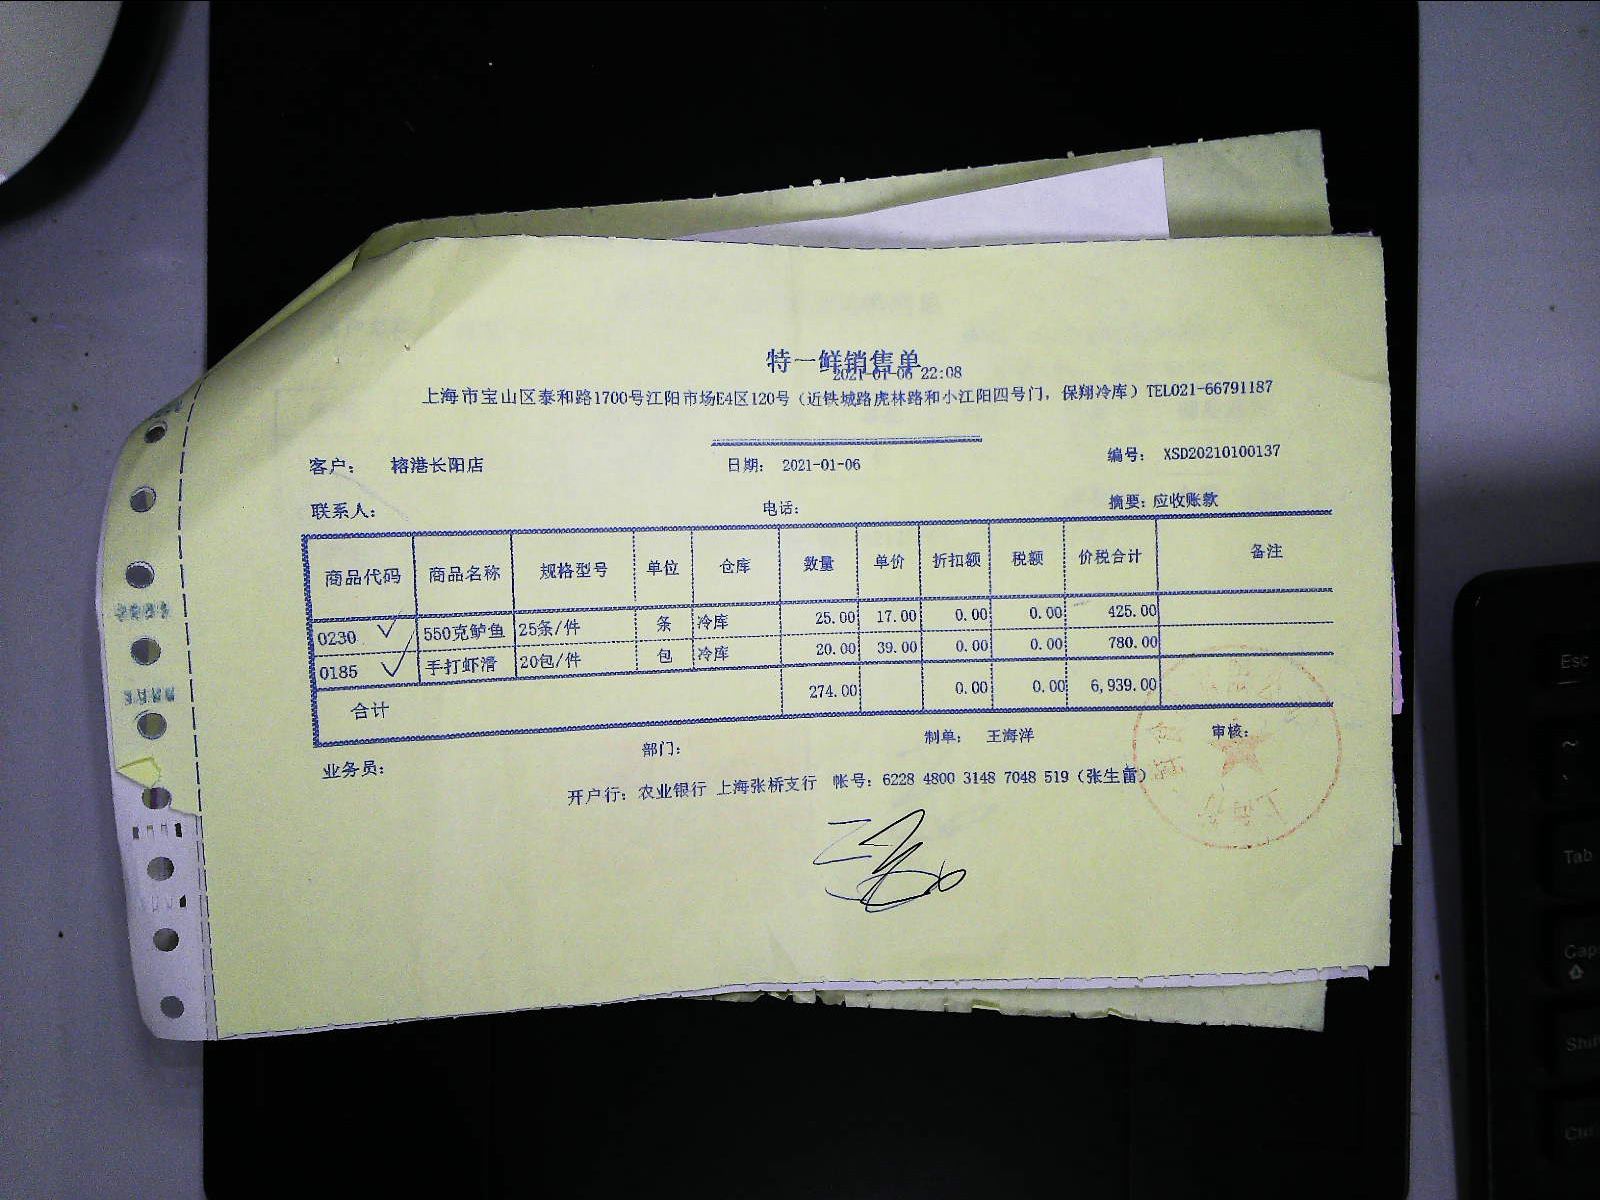 特一鲜销售单
2021-01-06 22:08
上海市宝山区泰和路1700号江阳市场E4区120号（近铁城路虎林路和小江阳四号门，保翔冷库）TEL021-66791187
客户： 榕港长阳店 日期： 2021-01-06 编号： XSD20210100137
联系人： 电话： 摘要：应收账款
商品代码 商品名称 规格型号 单位 仓库 数量 单价 折扣额 税额 价税合计 备注
0230 550克鲈鱼 25条/件 条 冷库 25.00 17.00 0.00 0.00 425.00
0185 手打虾滑 20包/件 包 冷库 20.00 39.00 0.00 0.00 780.00
合计 274.00 0.00 0.00 6,939.00
业务员： 部门： 制单： 王海洋 审核：
开户行：农业银行 上海张桥支行 帐号：6228 4800 3148 7048 519（张生苗）
Esc
~
Tab
Caps
Shi
Ctrl